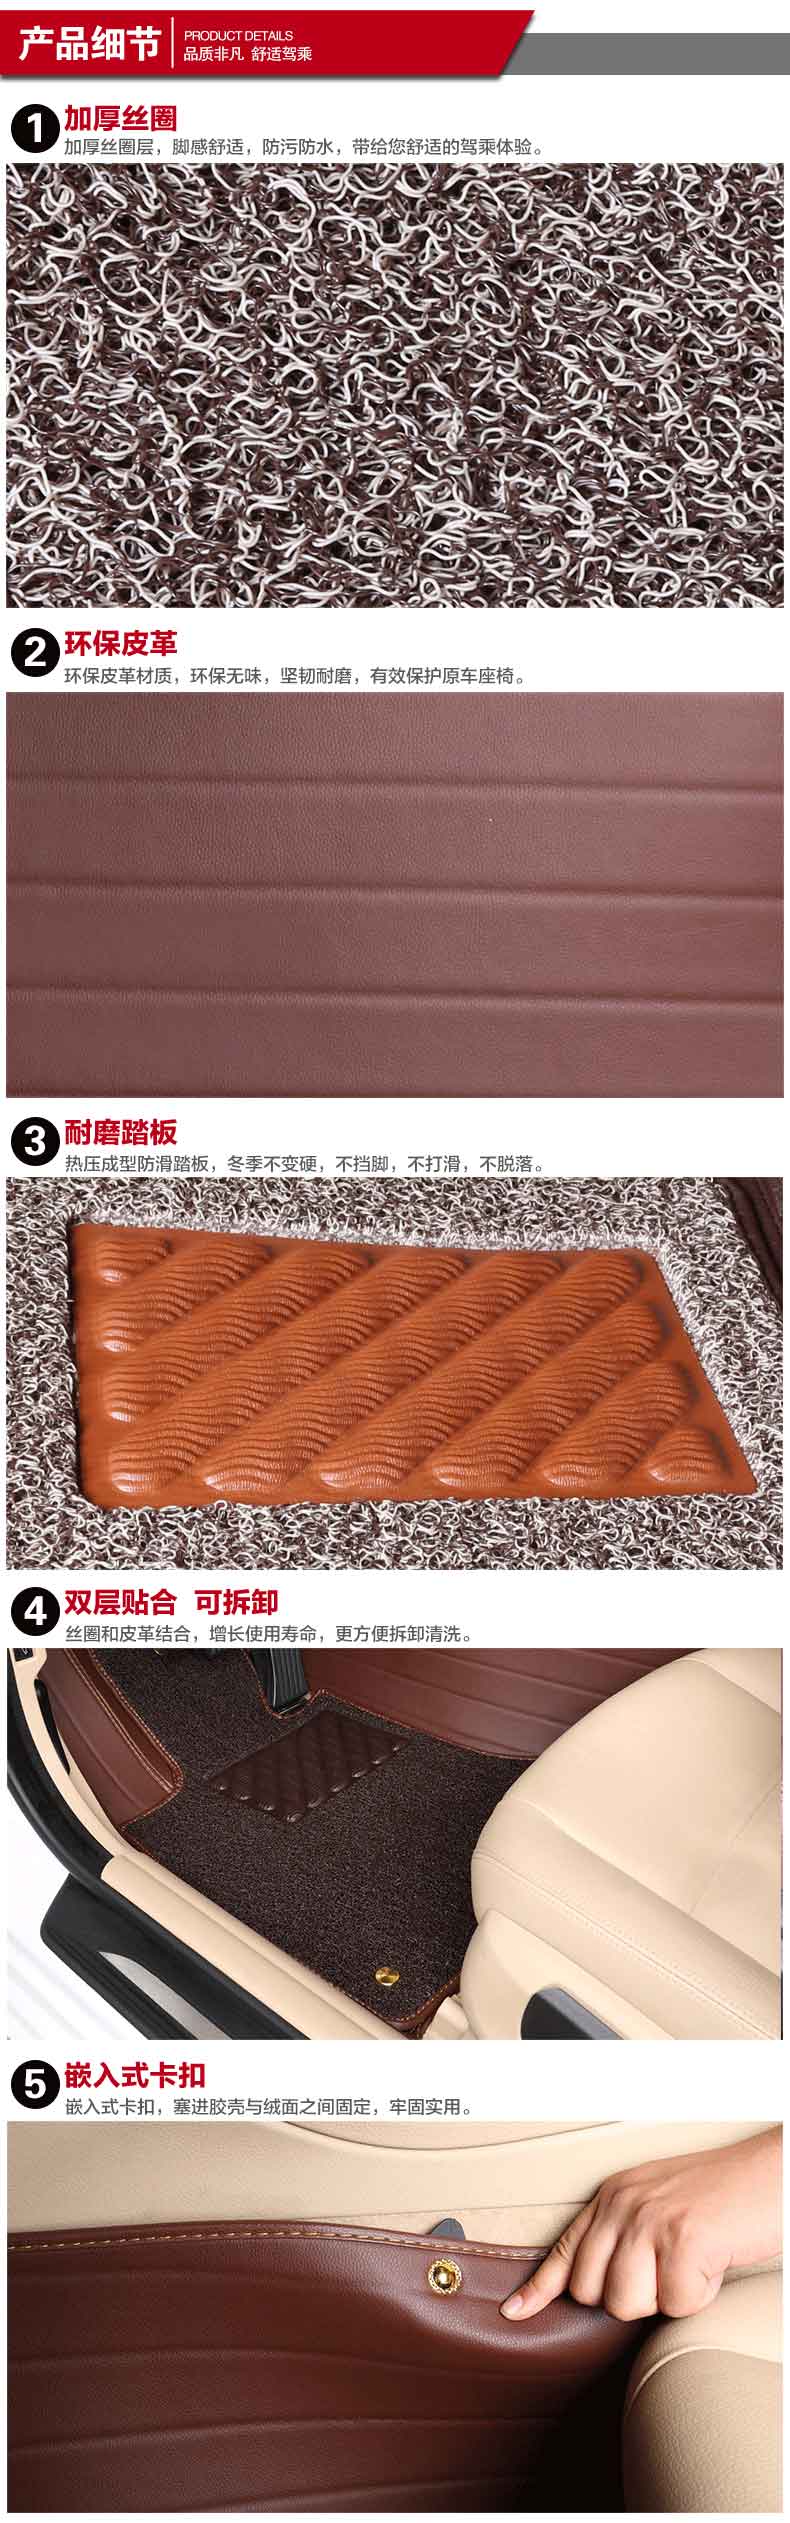 产品细节
PRODUCT DETAILS
品质非凡 舒适驾乘
1 加厚丝圈
加厚丝圈层，脚感舒适，防污防水，带给您舒适的驾乘体验。
2 环保皮革
环保皮革材质，环保无味，坚韧耐磨，有效保护原车座椅。
3 耐磨踏板
热压成型防滑踏板，冬季不变硬，不挡脚，不打滑，不脱落。
4 双层贴合 可拆卸
丝圈和皮革结合，增长使用寿命，更方便拆卸清洗。
5 嵌入式卡扣
嵌入式卡扣，塞进胶壳与绒面之间固定，牢固实用。